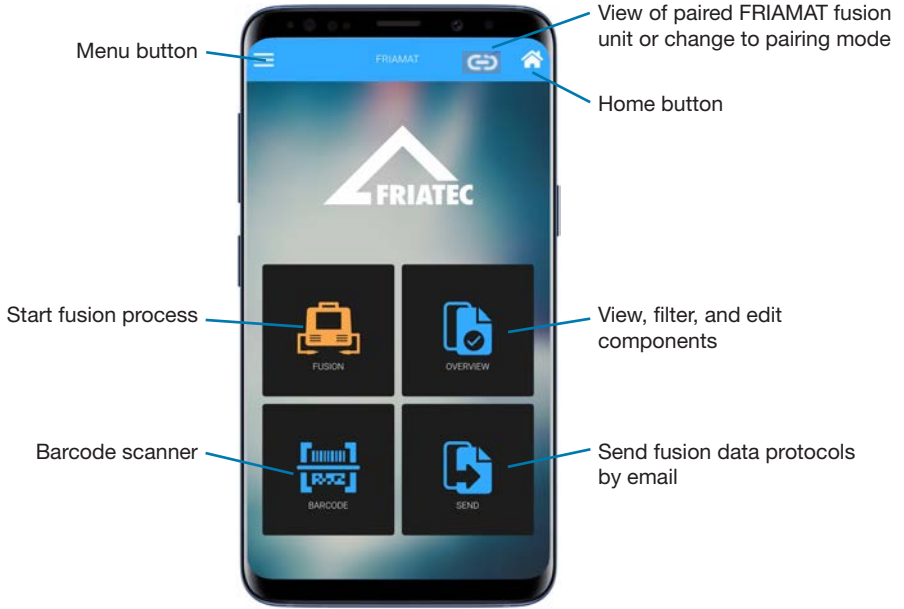 View of paired FRIAMAT fusion
unit or change to pairing mode
Menu button
FRIAMAT
Home button
FRIATEC
Start fusion process
View, filter, and edit
components
FUSION
OVERVIEW
Barcode scanner
Send fusion data protocols
by email
BARCODE
SEND